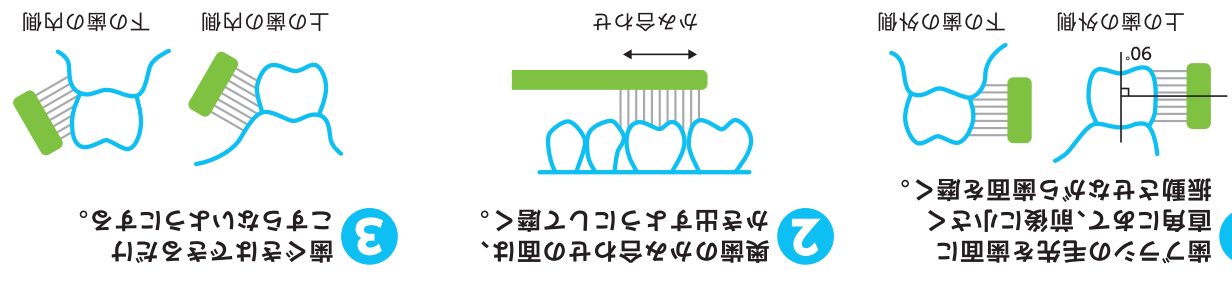 歯ブラシの毛先を歯面に
直角にあて、前後に小さく
振動させながら歯面を磨く。
90°
上の歯の外側
下の歯の外側
2
奥歯のかみ合わせの面は、
かき出すようにして磨く。
かみ合わせ
3
歯ぐきはできるだけ
こすらないようにする。
上の歯の内側
下の歯の内側